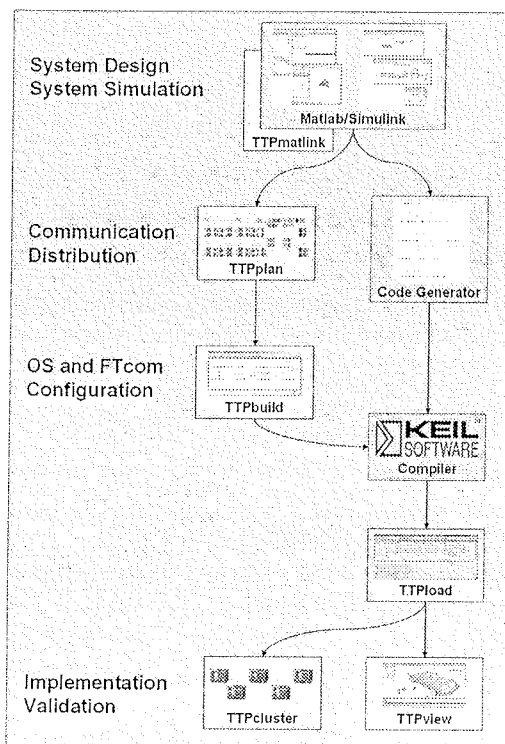 System Design
System Simulation
Matlab/Simulink
TTPmatlink
Communication
Distribution
TTPplan
Code Generator
OS and FTcom
Configuration
TTPbuild
KEIL
SOFTWARE
Compiler
TTPload
Implementation
Validation
TTPcluster
TTPview